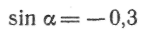 sin α = −0,3